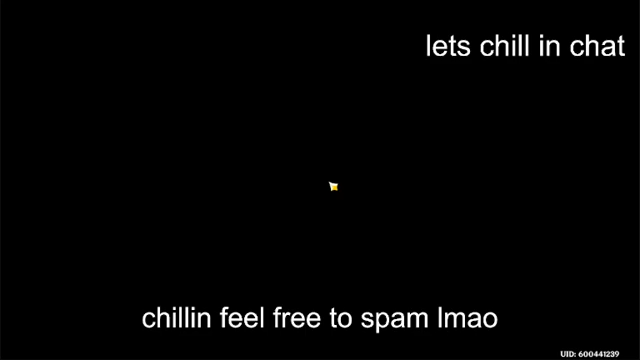 lets chill in chat
chillin feel free to spam lmao
UID: 600441239